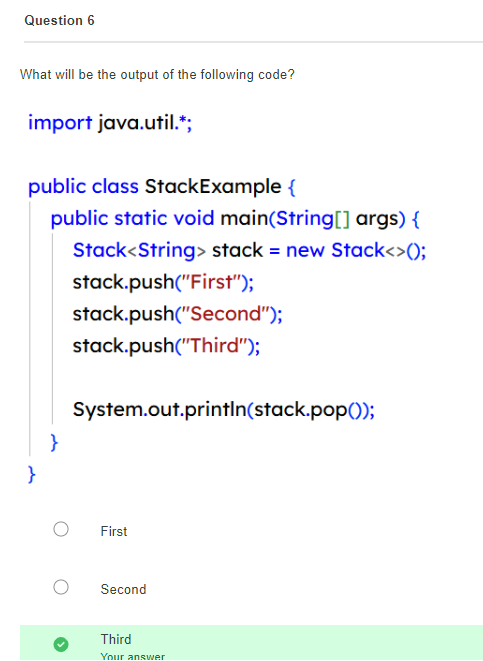 Question 6
What will be the output of the following code?
import java.util.*;
public class StackExample {
public static void main(String[] args) {
Stack<String> stack = new Stack<>();
stack.push("First");
stack.push("Second");
stack.push("Third");
System.out.println(stack.pop());
}
}
First
Second
Third
Your answer